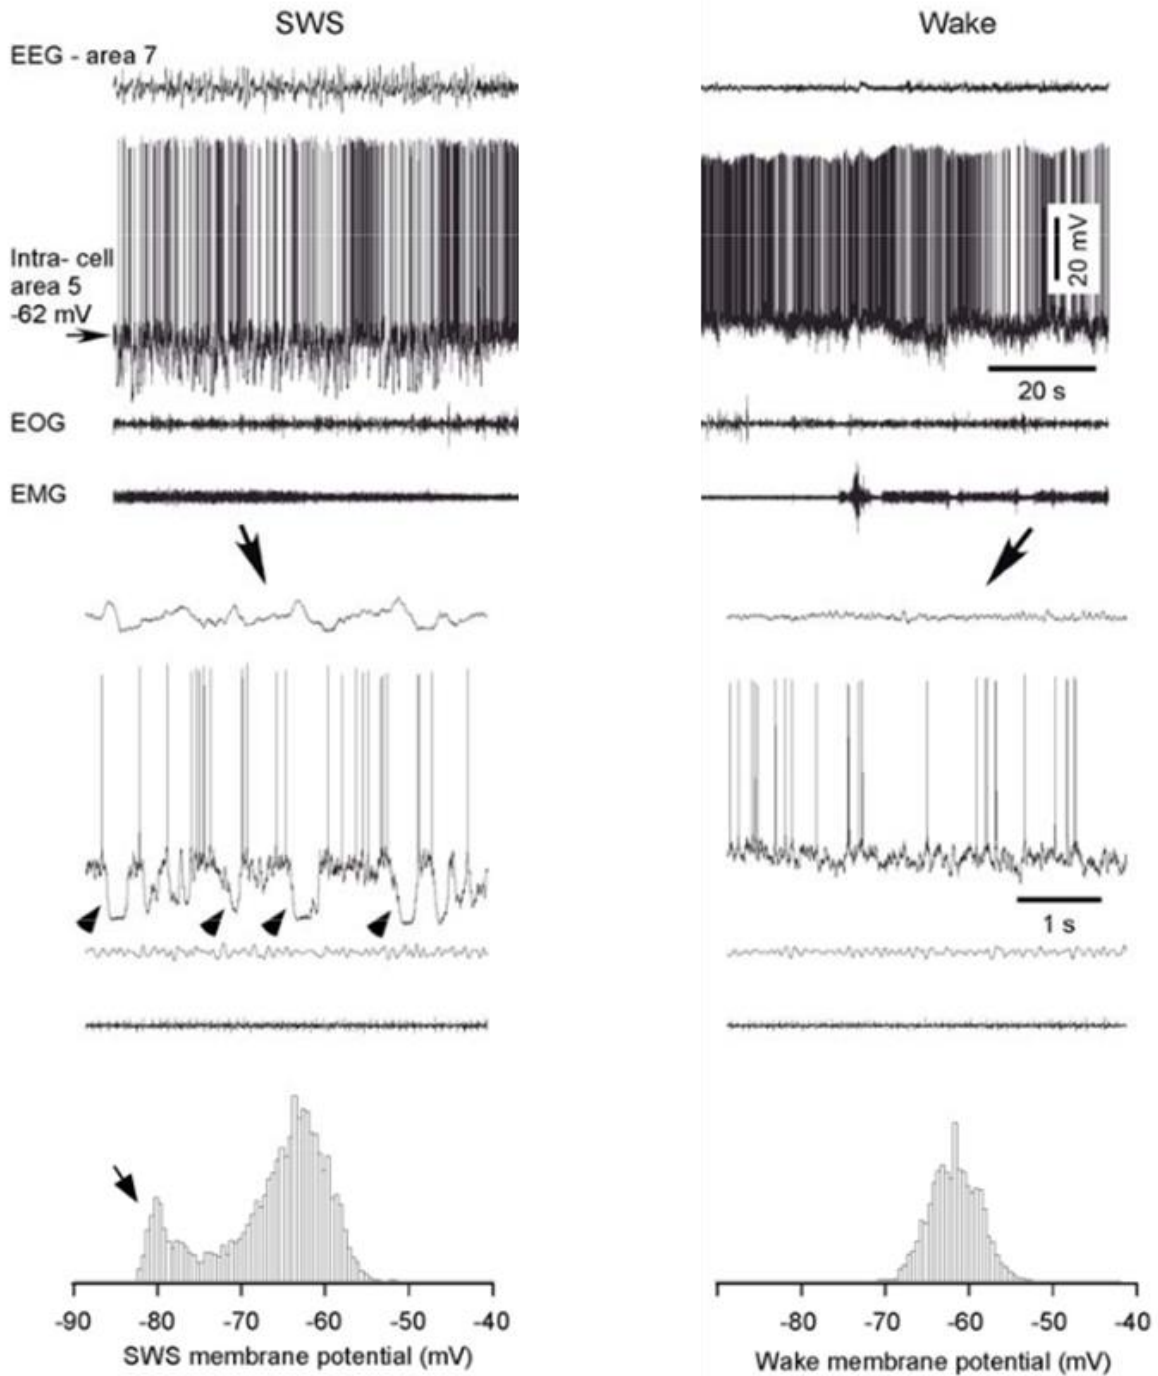 SWS
Wake
EEG - area 7
Intra- cell
area 5
-62 mV
20 mV
20 s
EOG
EMG
1 s
-90 -80 -70 -60 -50 -40
SWS membrane potential (mV)
-80 -70 -60 -50 -40
Wake membrane potential (mV)